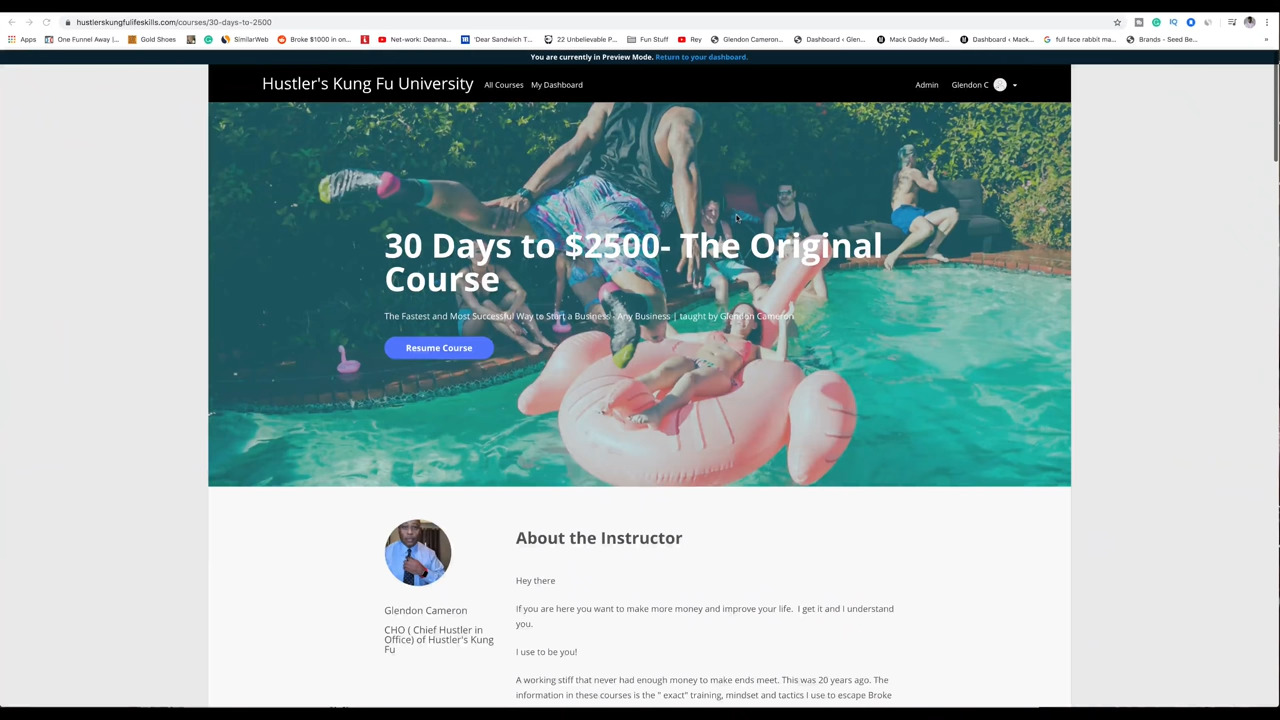 hustlerskungfulifeskills.com/courses/30-days-to-2500
Apps
One Funnel Away |...
Gold Shoes
SimilarWeb
Broke $1000 in on...
Net-work: Deanna...
'Dear Sandwich T...
22 Unbelievable P...
Fun Stuff
Rey
Glendon Cameron...
Dashboard ‹ Glen...
Mack Daddy Medi...
Dashboard ‹ Mack...
full face rabbit ma...
Brands - Seed Be...
»
You are currently in Preview Mode. Return to your dashboard.
Hustler's Kung Fu University
All Courses
My Dashboard
Admin
Glendon C
30 Days to $2500- The Original
Course
The Fastest and Most Successful Way to Start a Business - Any Business | taught by Glendon Cameron
Resume Course
About the Instructor
Hey there
Glendon Cameron
If you are here you want to make more money and improve your life. I get it and I understand
you.
CHO ( Chief Hustler in
Office) of Hustler's Kung
Fu
I use to be you!
A working stiff that never had enough money to make ends meet. This was 20 years ago. The
information in these courses is the " exact" training, mindset and tactics I use to escape Broke